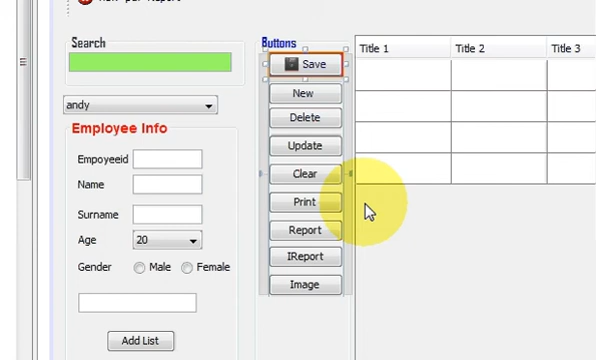 Search
andy
Employee Info
Empoyeeid
Name
Surname
Age
20
Gender
Male
Female
Add List
Buttons
Save
New
Delete
Update
Clear
Print
Report
IReport
Image
Title 1
Title 2
Title 3